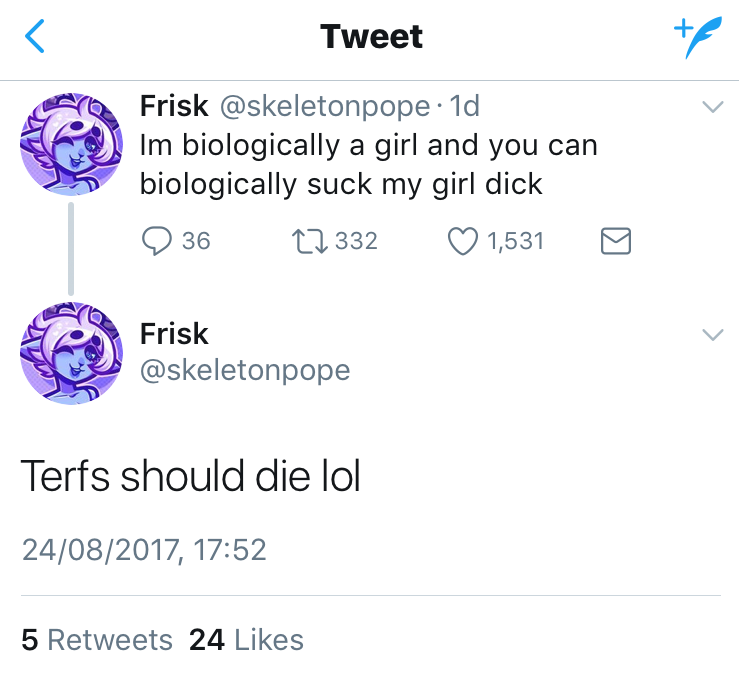 Tweet
Frisk @skeletonpope · 1d
Im biologically a girl and you can
biologically suck my girl dick
36 332 1,531
Frisk
@skeletonpope
Terfs should die lol
24/08/2017, 17:52
5 Retweets 24 Likes